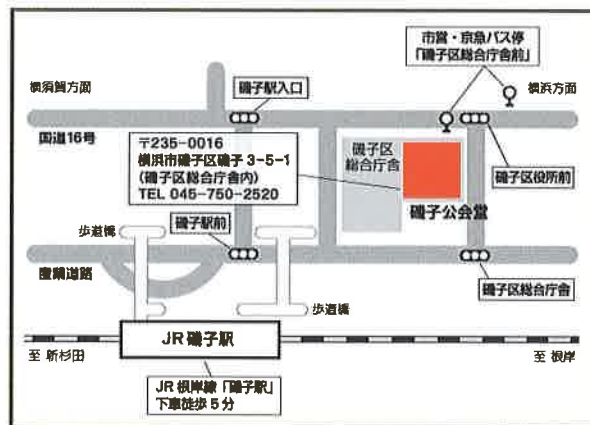 市営・京急バス停
「磯子区総合庁舎前」
横須賀方面
磯子駅入口
横浜方面
国道16号
〒235-0016
横浜市磯子区磯子 3-5-1
(磯子区総合庁舎内)
TEL 045-750-2520
磯子区
総合庁舎
磯子区役所前
磯子公会堂
歩道橋
磯子駅前
産業道路
磯子区総合庁舎
歩道橋
JR 磯子駅
至 新杉田
至 根岸
JR 根岸線「磯子駅」
下車徒歩 5 分